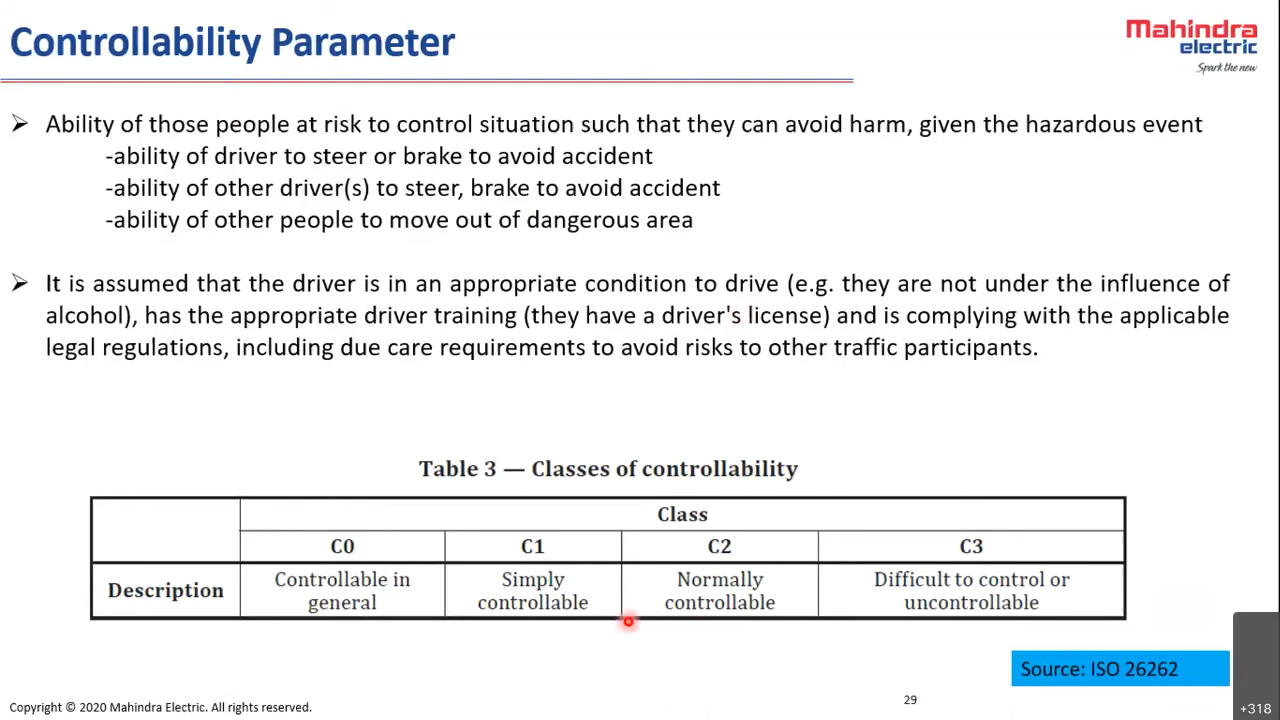 Controllability Parameter
Mahindra
electric
Spark the new
➢ Ability of those people at risk to control situation such that they can avoid harm, given the hazardous event
-ability of driver to steer or brake to avoid accident
-ability of other driver(s) to steer, brake to avoid accident
-ability of other people to move out of dangerous area
➢ It is assumed that the driver is in an appropriate condition to drive (e.g. they are not under the influence of
alcohol), has the appropriate driver training (they have a driver's license) and is complying with the applicable
legal regulations, including due care requirements to avoid risks to other traffic participants.
Table 3 — Classes of controllability
Class
C0 C1 C2 C3
Description
Controllable in
general
Simply
controllable
Normally
controllable
Difficult to control or
uncontrollable
Source: ISO 26262
Copyright © 2020 Mahindra Electric. All rights reserved.
29
+318